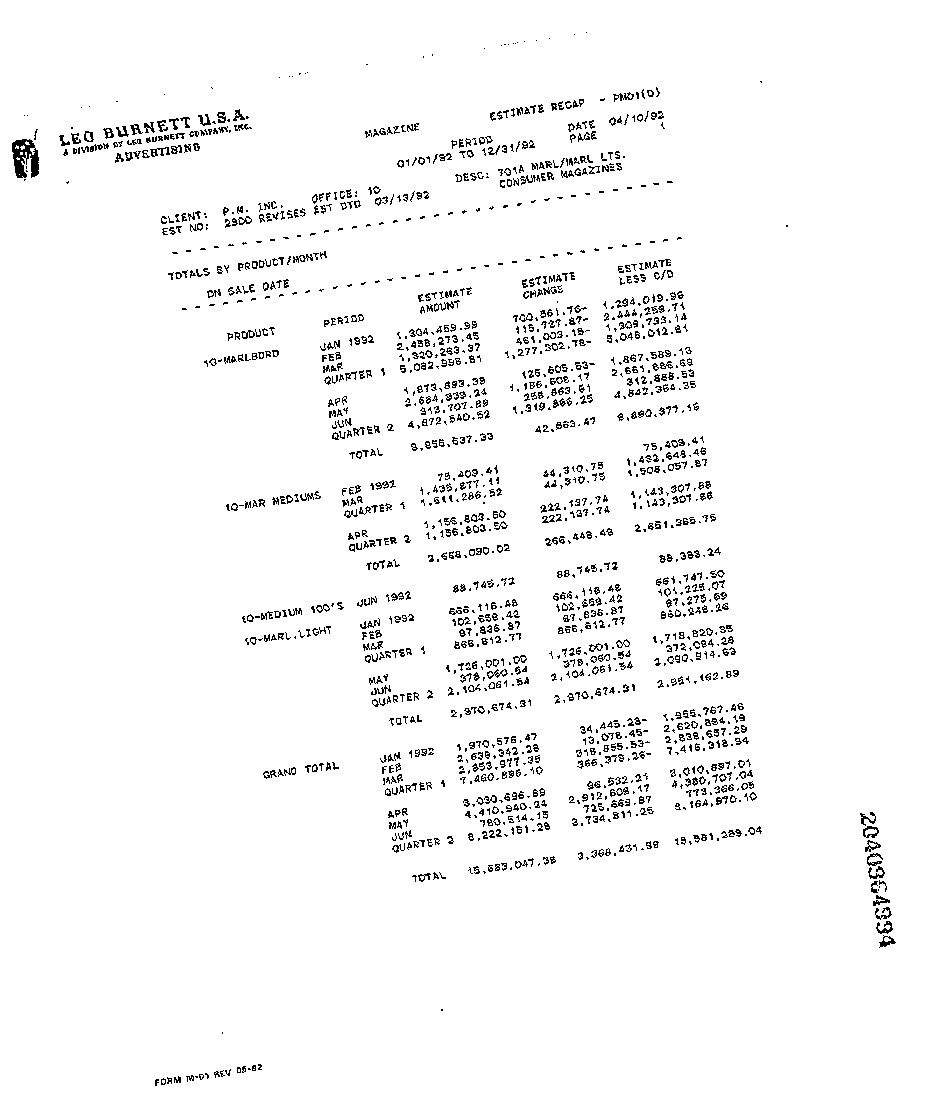 LEO BURNETT U.S.A.
A DIVISION OF LEO BURNETT COMPANY, INC.
ADVERTISING
MAGAZINE ESTIMATE RECAP - PM01(D)
PERIOD DATE 04/10/92
01/01/92 TO 12/31/92 PAGE 1
CLIENT: P.M. INC. OFFICE: 10 DESC: 701A MARL/MARL LTS.
EST NO: 2900 REVISES EST DTD 03/13/92 CONSUMER MAGAZINES
TOTALS BY PRODUCT/MONTH
ON SALE DATE
PRODUCT PERIOD ESTIMATE AMOUNT ESTIMATE CHANGE ESTIMATE LESS C/D
10-MARLBORO JAN 1992 1,304,459.99 700,561.76- 1,294,019.96
FEB 2,458,273.45 115,727.87- 2,444,259.71
MAR 1,320,263.37 461,003.15- 1,309,733.14
QUARTER 1 5,082,996.81 1,277,302.78- 5,048,012.81
APR 1,873,893.39 125,605.53- 1,867,589.13
MAY 2,684,939.24 1,186,608.17 2,661,886.69
JUN 313,707.89 258,863.61 312,888.53
QUARTER 2 4,872,540.52 1,319,866.25 4,842,364.35
TOTAL 9,955,537.33 42,563.47 9,890,377.16
10-MAR MEDIUMS FEB 1992 75,409.41 75,409.41
MAR 1,435,877.11 44,310.75 1,432,648.46
QUARTER 1 1,511,286.52 44,310.75 1,508,057.87
APR 1,156,803.50 222,137.74 1,143,307.88
QUARTER 2 1,156,803.50 222,137.74 1,143,307.88
TOTAL 2,668,090.02 266,448.49 2,651,365.75
10-MEDIUM 100'S JUN 1992 88,745.72 88,745.72 88,383.24
10-MARL.LIGHT JAN 1992 666,116.48 666,116.48 661,747.50
FEB 102,659.42 102,659.42 101,225.07
MAR 97,836.87 97,836.87 97,275.69
QUARTER 1 866,612.77 866,612.77 860,248.26
MAY 1,726,001.00 1,726,001.00 1,718,820.35
JUN 378,060.54 378,060.54 372,094.28
QUARTER 2 2,104,061.54 2,104,061.54 2,090,914.63
TOTAL 2,970,674.31 2,970,674.31 2,951,162.89
GRAND TOTAL JAN 1992 1,970,576.47 34,445.28- 1,955,767.46
FEB 2,636,342.28 13,078.45- 2,620,894.19
MAR 2,853,977.35 318,855.53- 2,839,657.29
QUARTER 1 7,460,896.10 366,379.26- 7,416,318.94
APR 3,030,696.89 96,532.21 3,010,897.01
MAY 4,410,940.24 2,912,609.17 4,380,707.04
JUN 780,514.15 725,669.87 773,366.05
QUARTER 2 8,222,151.28 3,734,811.25 8,164,970.10
TOTAL 15,683,047.38 3,368,431.99 15,581,289.04
2040964994
FORM M-01 REV 05-82